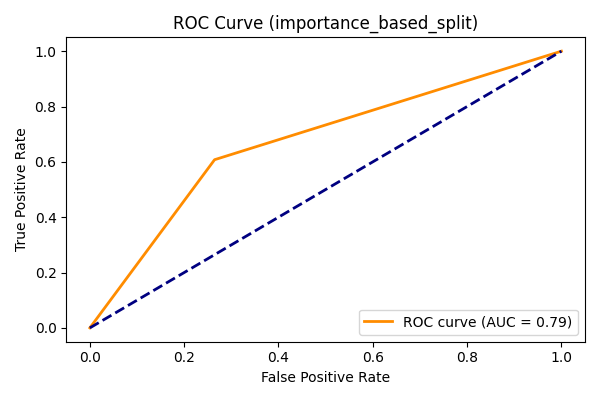 ROC Curve (importance_based_split)
1.0
0.8
0.6
0.4
0.2
0.0
True Positive Rate
0.0 0.2 0.4 0.6 0.8 1.0
False Positive Rate
ROC curve (AUC = 0.79)